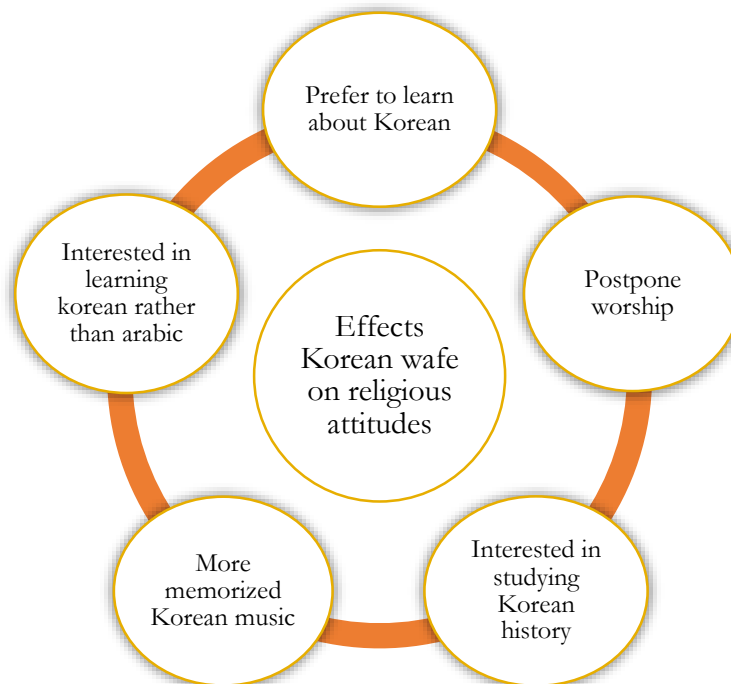 Prefer to learn
about Korean
Postpone
worship
Interested in
studying
Korean
history
More
memorized
Korean music
Interested in
learning
korean rather
than arabic
Effects
Korean wafe
on religious
attitudes